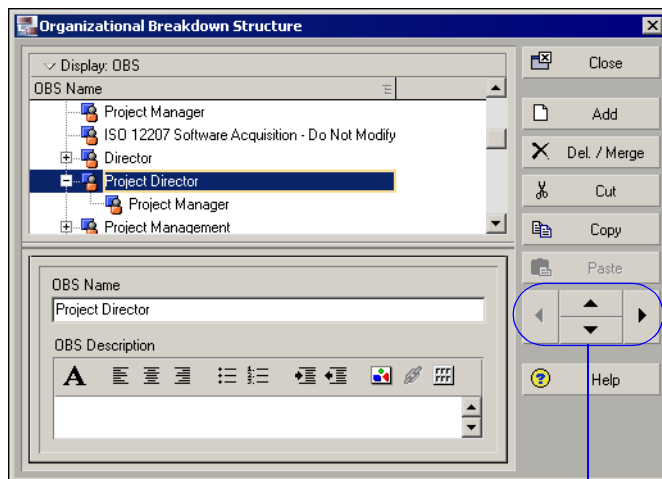 Organizational Breakdown Structure
Display: OBS
OBS Name
Project Manager
ISO 12207 Software Acquisition - Do Not Modify
Director
Project Director
Project Manager
Project Management
OBS Name
Project Director
OBS Description
A
Close
Add
Del. / Merge
Cut
Copy
Paste
Help